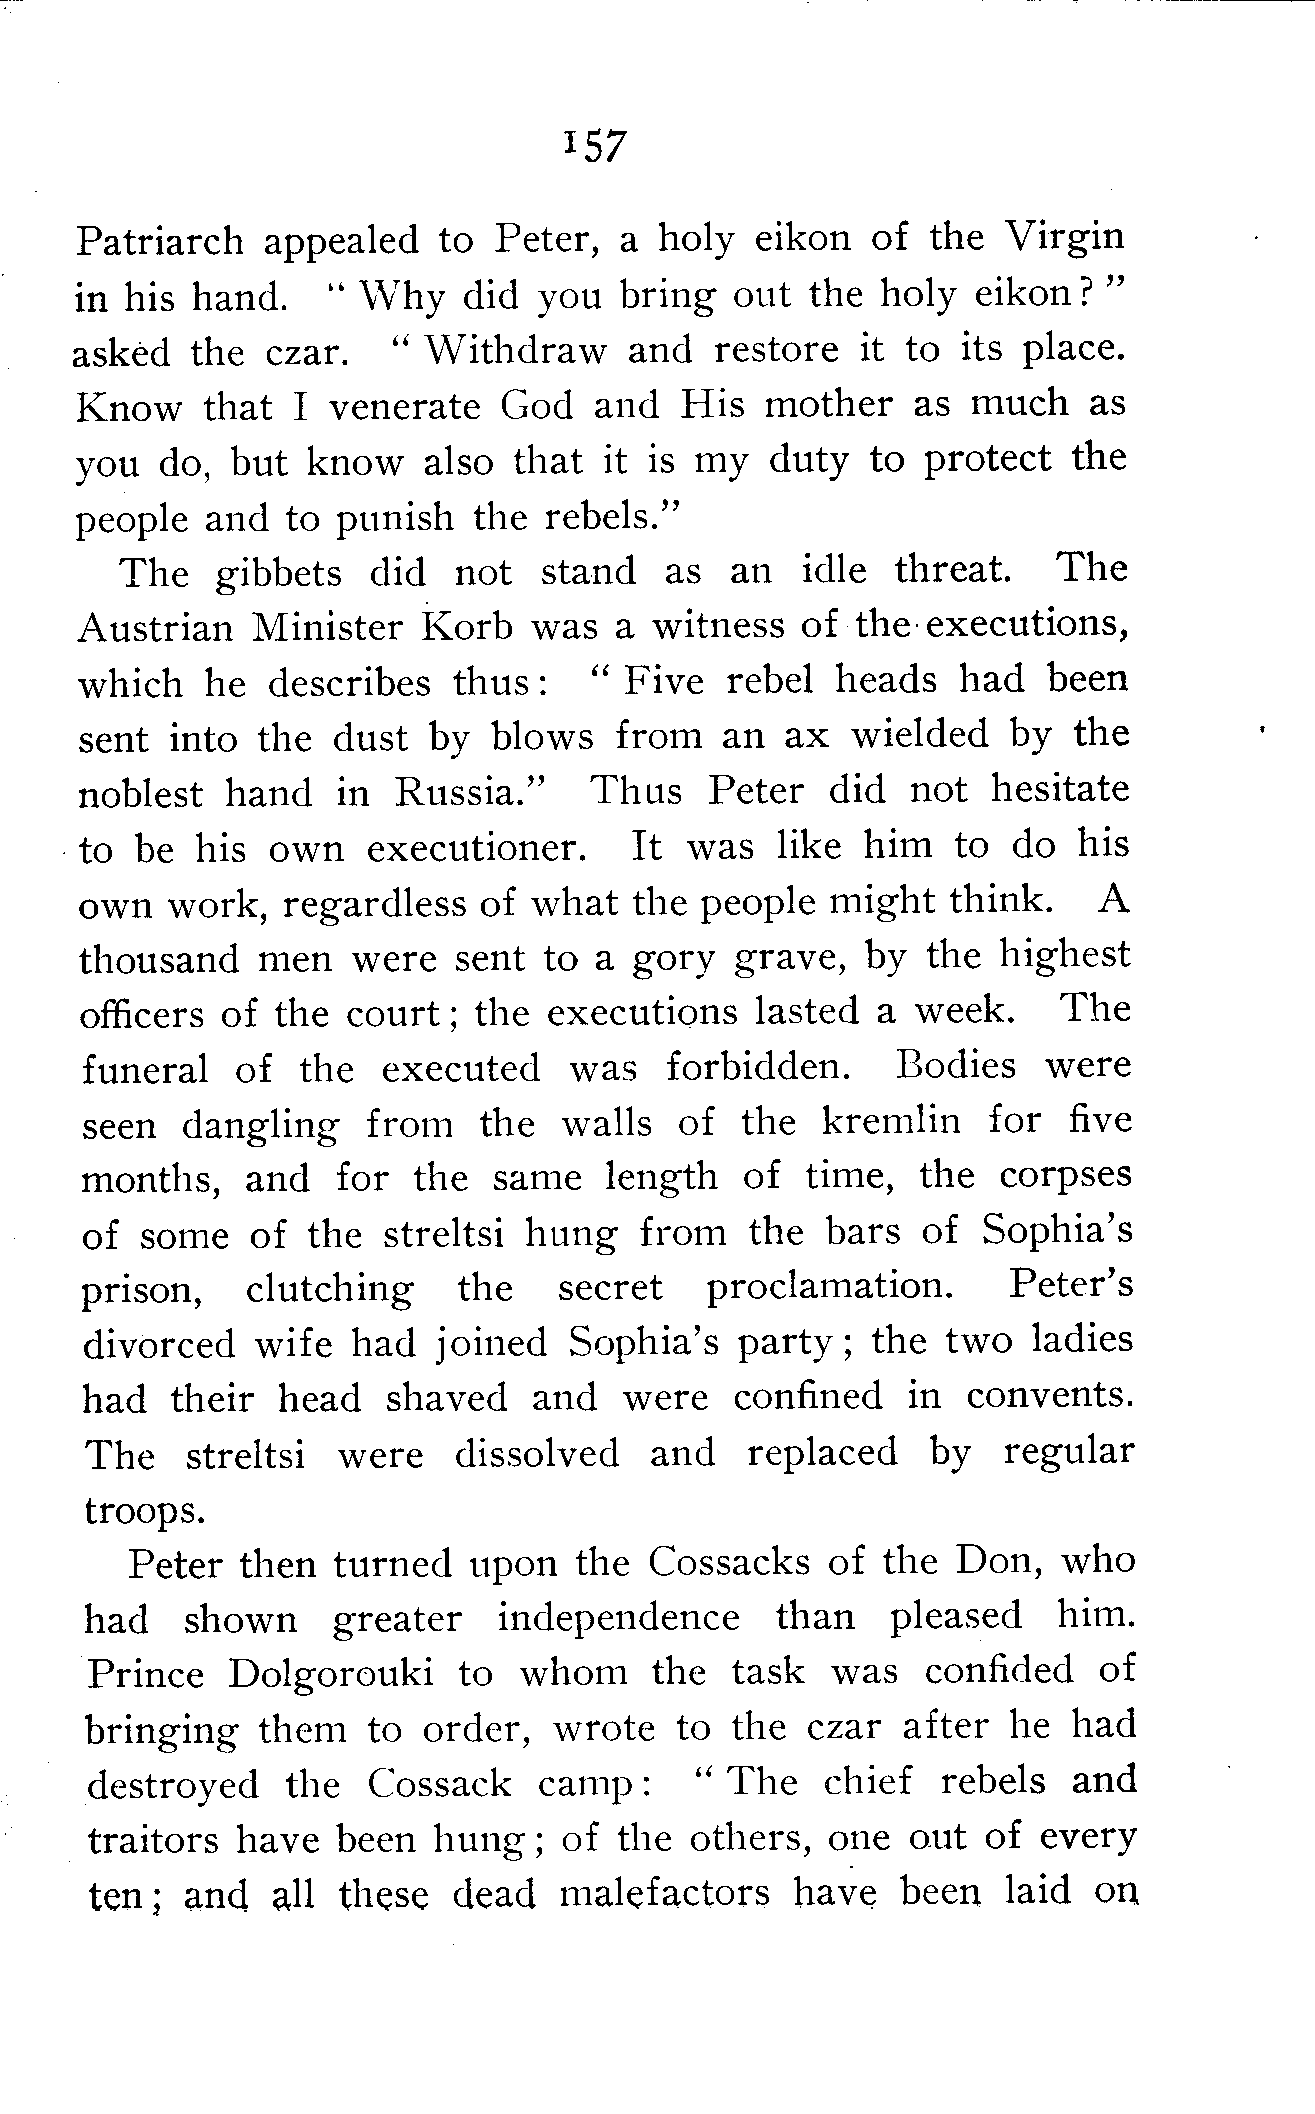 157
Patriarch appealed to Peter, a holy eikon of the Virgin
in his hand. " Why did you bring out the holy eikon? "
asked the czar. " Withdraw and restore it to its place.
Know that I venerate God and His mother as much as
you do, but know also that it is my duty to protect the
people and to punish the rebels."
The gibbets did not stand as an idle threat. The
Austrian Minister Korb was a witness of the executions,
which he describes thus: " Five rebel heads had been
sent into the dust by blows from an ax wielded by the
noblest hand in Russia." Thus Peter did not hesitate
to be his own executioner. It was like him to do his
own work, regardless of what the people might think. A
thousand men were sent to a gory grave, by the highest
officers of the court; the executions lasted a week. The
funeral of the executed was forbidden. Bodies were
seen dangling from the walls of the kremlin for five
months, and for the same length of time, the corpses
of some of the streltsi hung from the bars of Sophia's
prison, clutching the secret proclamation. Peter's
divorced wife had joined Sophia's party; the two ladies
had their head shaved and were confined in convents.
The streltsi were dissolved and replaced by regular
troops.
Peter then turned upon the Cossacks of the Don, who
had shown greater independence than pleased him.
Prince Dolgorouki to whom the task was confided of
bringing them to order, wrote to the czar after he had
destroyed the Cossack camp: " The chief rebels and
traitors have been hung; of the others, one out of every
ten; and all these dead malefactors have been laid on